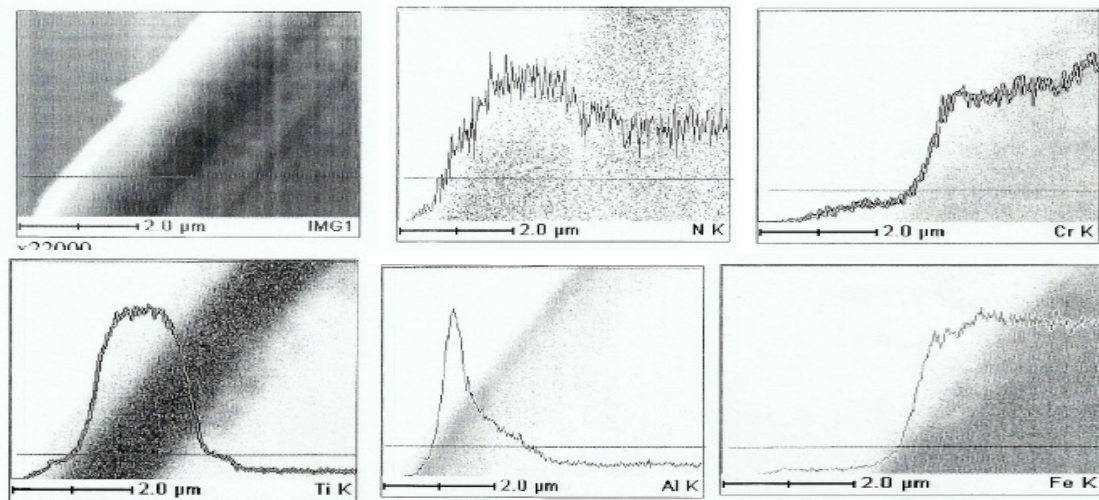 2.0 µm IMG1
x22000
2.0 µm N K
2.0 µm Cr K
2.0 µm Ti K
2.0 µm Al K
2.0 µm Fe K